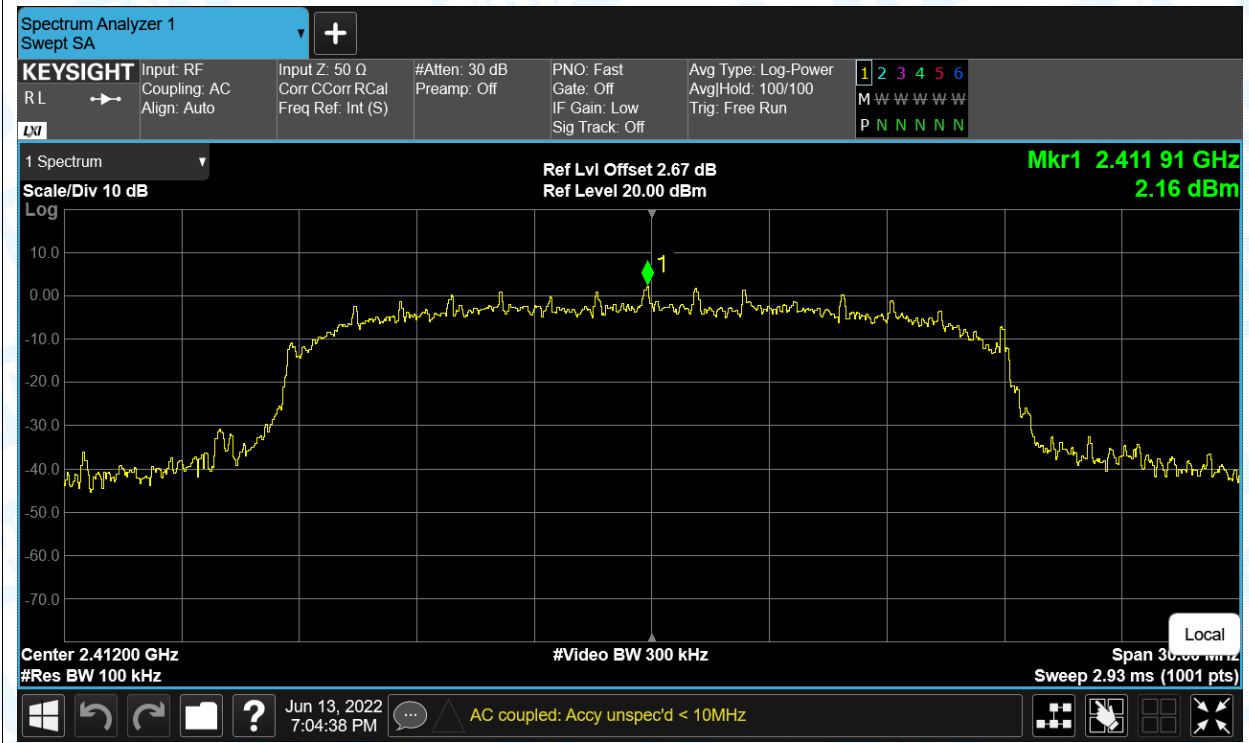 Spectrum Analyzer 1
Swept SA
KEYSIGHT
R L
LXI
Input: RF
Coupling: AC
Align: Auto
Input Z: 50 Ω
Corr CCorr RCal
Freq Ref: Int (S)
#Atten: 30 dB
Preamp: Off
PNO: Fast
Gate: Off
IF Gain: Low
Sig Track: Off
Avg Type: Log-Power
Avg|Hold: 100/100
Trig: Free Run
1 2 3 4 5 6
M W W W W W
P N N N N N
1 Spectrum
Scale/Div 10 dB
Log
Ref Lvl Offset 2.67 dB
Ref Level 20.00 dBm
Mkr1 2.411 91 GHz
2.16 dBm
10.0
1
0.00
-10.0
-20.0
-30.0
-40.0
-50.0
-60.0
-70.0
Local
Center 2.41200 GHz
#Video BW 300 kHz
Span 30.00 MHz
#Res BW 100 kHz
Sweep 2.93 ms (1001 pts)
?
Jun 13, 2022
7:04:38 PM
AC coupled: Accy unspec'd < 10MHz